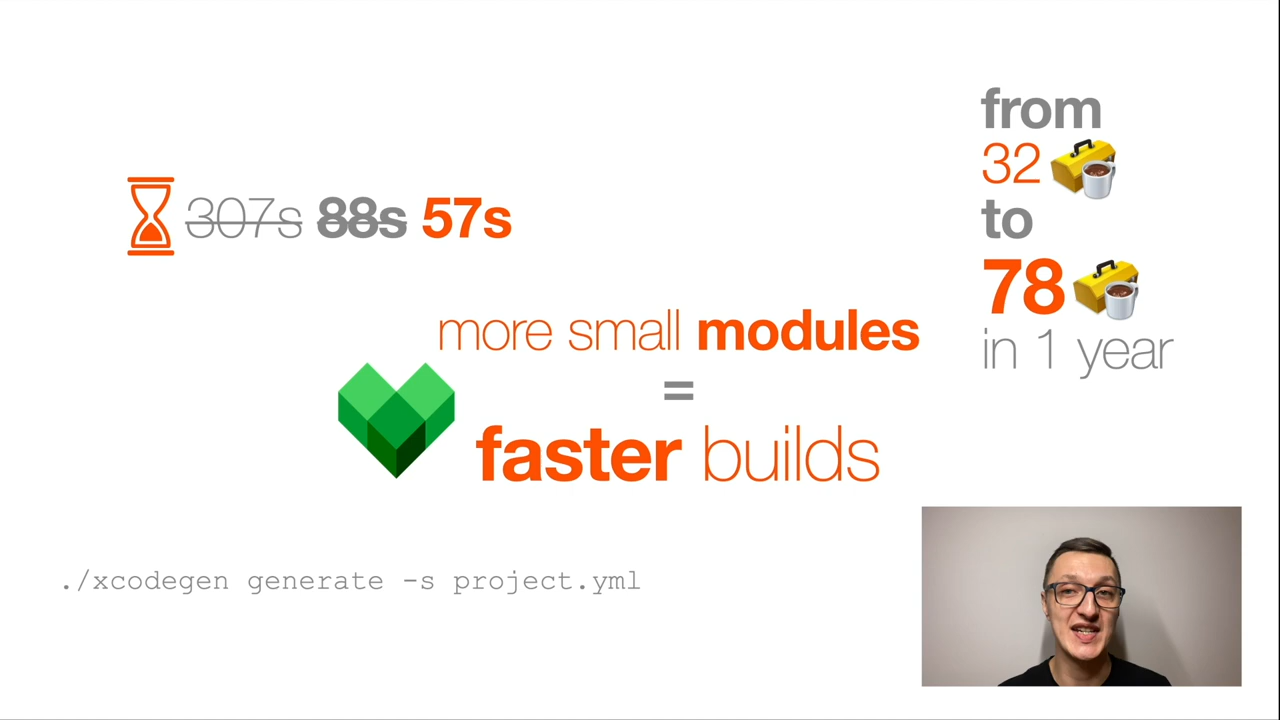 from
32
to
78
in 1 year
307s 88s 57s
more small modules
=
faster builds
./xcodegen generate -s project.yml